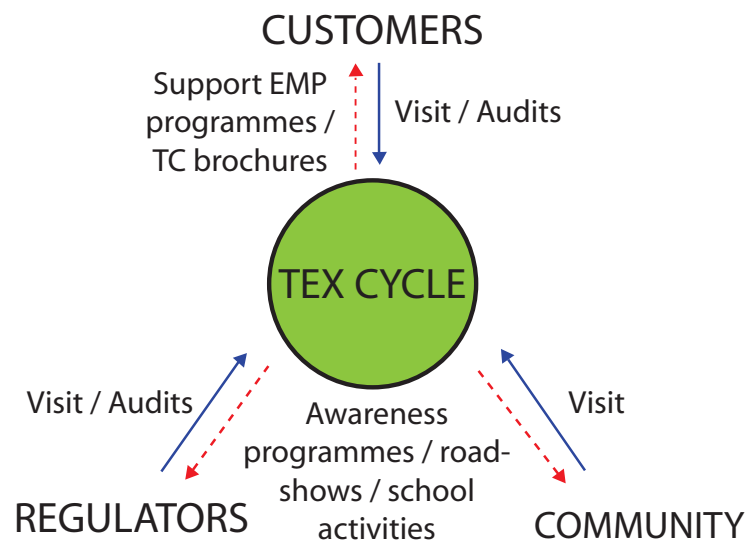 CUSTOMERS
Support EMP
programmes /
TC brochures
Visit / Audits
TEX CYCLE
Visit / Audits
Awareness
programmes / road-
shows / school
activities
Visit
REGULATORS
COMMUNITY